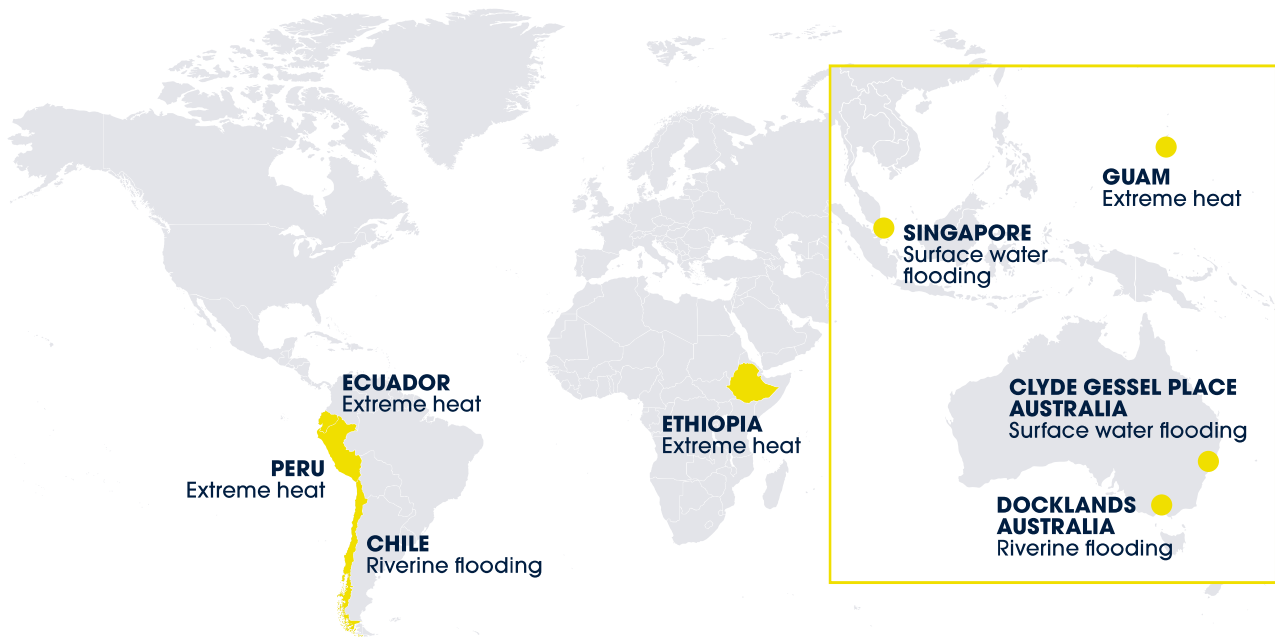 GUAM
Extreme heat
SINGAPORE
Surface water
flooding
ECUADOR
Extreme heat
CLYDE GESSEL PLACE
AUSTRALIA
Surface water flooding
ETHIOPIA
Extreme heat
PERU
Extreme heat
DOCKLANDS
AUSTRALIA
Riverine flooding
CHILE
Riverine flooding